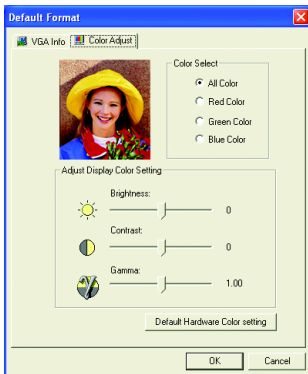 Default Format
VGA Info
Color Adjust
Color Select
All Color
Red Color
Green Color
Blue Color
Adjust Display Color Setting
Brightness:
0
Contrast:
0
Gamma:
1.00
Default Hardware Color setting
OK
Cancel